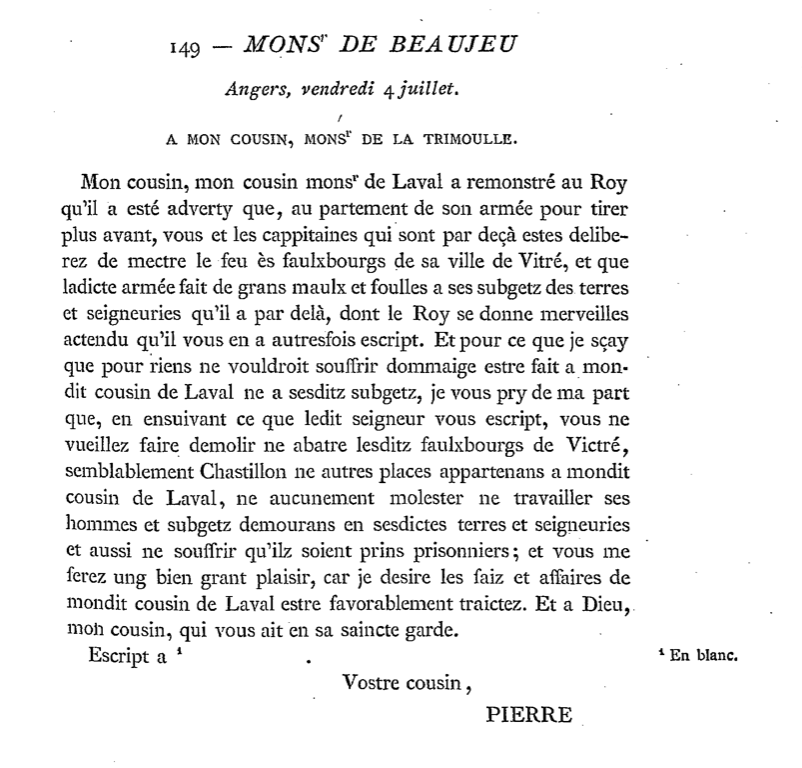 149 — MONSr DE BEAUJEU
Angers, vendredi 4 juillet.
A MON COUSIN, MONSr DE LA TRIMOULLE.
Mon cousin, mon cousin monsr de Laval a remonstré au Roy
qu'il a esté adverty que, au partement de son armée pour tirer
plus avant, vous et les cappitaines qui sont par deçà estes delibe-
rez de mectre le feu ès faulxbourgs de sa ville de Vitré, et que
ladicte armée fait de grans maulx et foulles a ses subgetz des terres
et seigneuries qu'il a par delà, dont le Roy se donne merveilles
actendu qu'il vous en a autresfois escript. Et pour ce que je sçay
que pour riens ne vouldroit souffrir dommaige estre fait a mon-
dit cousin de Laval ne a sesditz subgetz, je vous pry de ma part
que, en ensuivant ce que ledit seigneur vous escript, vous ne
vueillez faire demolir ne abatre lesditz faulxbourgs de Victré,
semblablement Chastillon ne autres places appartenans a mondit
cousin de Laval, ne aucunement molester ne travailler ses
hommes et subgetz demourans en sesdictes terres et seigneuries
et aussi ne souffrir qu'ilz soient prins prisonniers; et vous me
ferez ung bien grant plaisir, car je desire les faiz et affaires de
mondit cousin de Laval estre favorablement traictez. Et a Dieu,
mon cousin, qui vous ait en sa saincte garde.
Escript a 1 .
1 En blanc.
Vostre cousin,
PIERRE